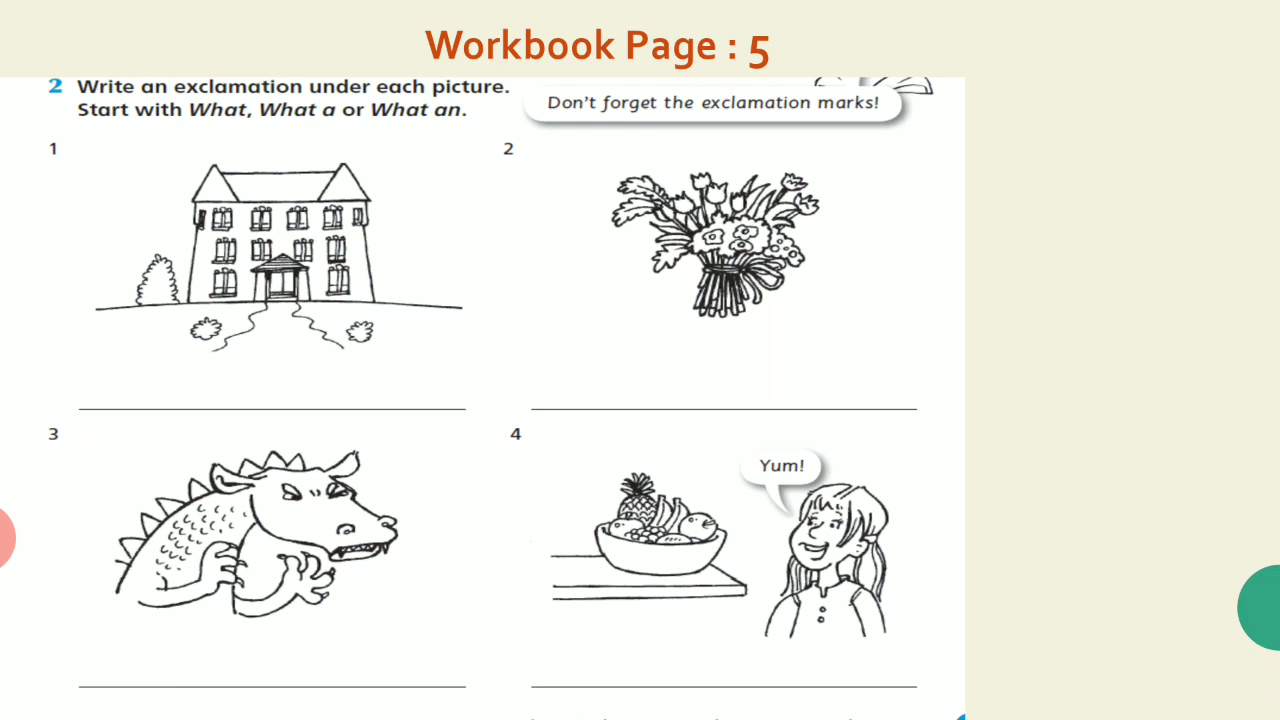 Workbook Page : 5
2 Write an exclamation under each picture.
Start with What, What a or What an.
Don't forget the exclamation marks!
1
2
3
4
Yum!